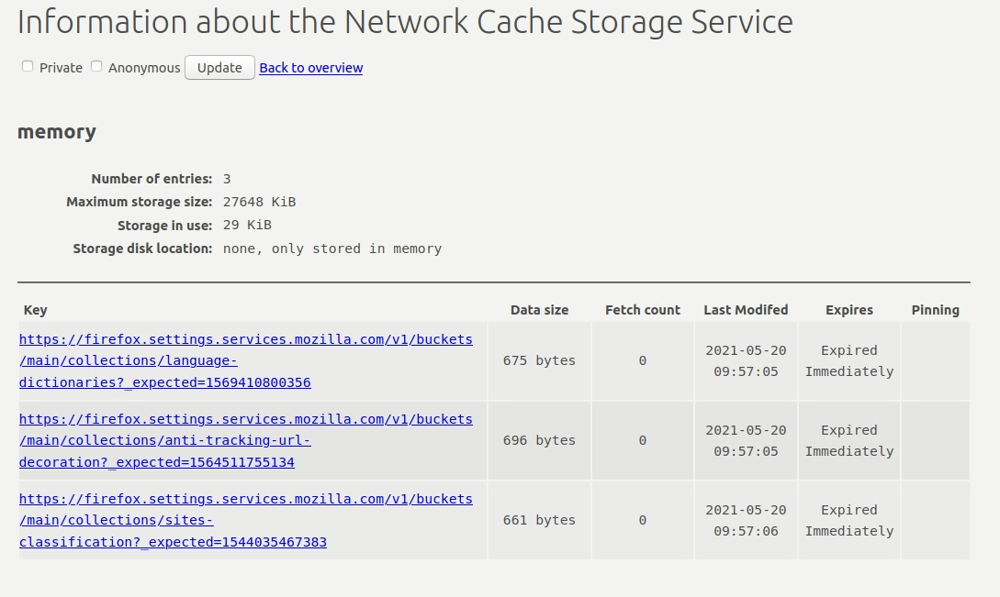 Information about the Network Cache Storage Service
Private Anonymous Update Back to overview
memory
Number of entries: 3
Maximum storage size: 27648 KiB
Storage in use: 29 KiB
Storage disk location: none, only stored in memory
Key Data size Fetch count Last Modifed Expires Pinning
https://firefox.settings.services.mozilla.com/v1/buckets
/main/collections/language-
dictionaries?_expected=1569410800356
675 bytes
0
2021-05-20
09:57:05
Expired
Immediately
https://firefox.settings.services.mozilla.com/v1/buckets
/main/collections/anti-tracking-url-
decoration?_expected=1564511755134
696 bytes
0
2021-05-20
09:57:05
Expired
Immediately
https://firefox.settings.services.mozilla.com/v1/buckets
/main/collections/sites-
classification?_expected=1544035467383
661 bytes
0
2021-05-20
09:57:06
Expired
Immediately